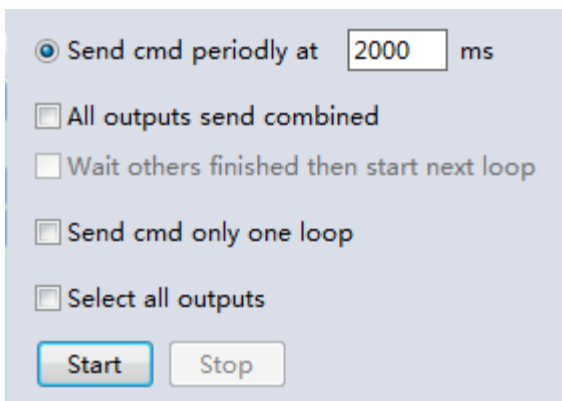 Send cmd periodly at 2000 ms
All outputs send combined
Wait others finished then start next loop
Send cmd only one loop
Select all outputs
Start Stop